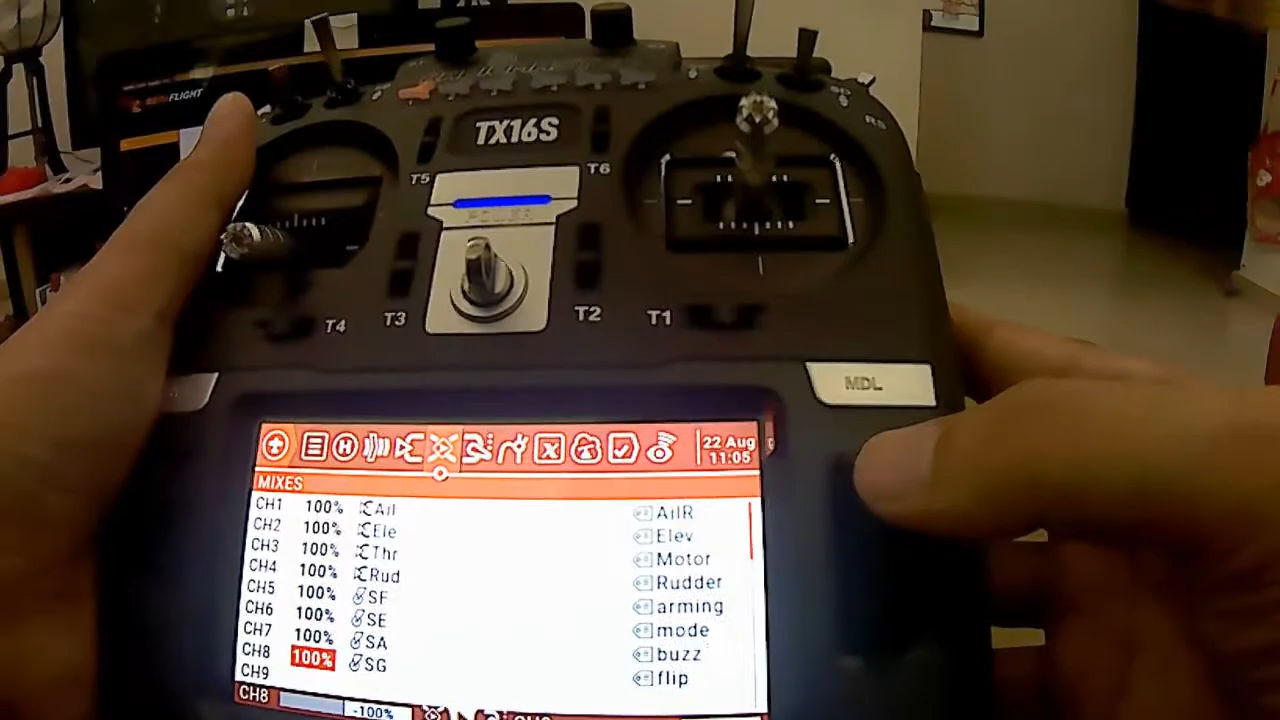 FLIGHT
TX16S
T5
T6
POWER
T4
T3
T2
T1
MDL
22 Aug
11:05
MIXES
CH1 100% Ail AilR
CH2 100% Ele Elev
CH3 100% Thr Motor
CH4 100% Rud Rudder
CH5 100% SF arming
CH6 100% SE mode
CH7 100% SA buzz
CH8 100% SG flip
CH9
CH8 -100%